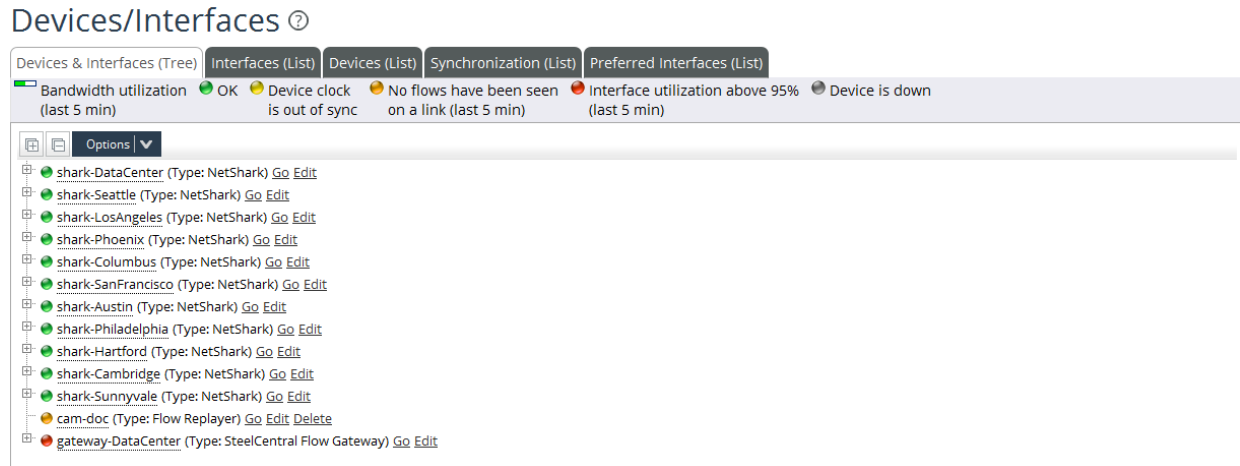 Devices/Interfaces ?
Devices & Interfaces (Tree) Interfaces (List) Devices (List) Synchronization (List) Preferred Interfaces (List)
Bandwidth utilization OK Device clock No flows have been seen Interface utilization above 95% Device is down
(last 5 min) is out of sync on a link (last 5 min) (last 5 min)
Options
shark-DataCenter (Type: NetShark) Go Edit
shark-Seattle (Type: NetShark) Go Edit
shark-LosAngeles (Type: NetShark) Go Edit
shark-Phoenix (Type: NetShark) Go Edit
shark-Columbus (Type: NetShark) Go Edit
shark-SanFrancisco (Type: NetShark) Go Edit
shark-Austin (Type: NetShark) Go Edit
shark-Philadelphia (Type: NetShark) Go Edit
shark-Hartford (Type: NetShark) Go Edit
shark-Cambridge (Type: NetShark) Go Edit
shark-Sunnyvale (Type: NetShark) Go Edit
cam-doc (Type: Flow Replayer) Go Edit Delete
gateway-DataCenter (Type: SteelCentral Flow Gateway) Go Edit